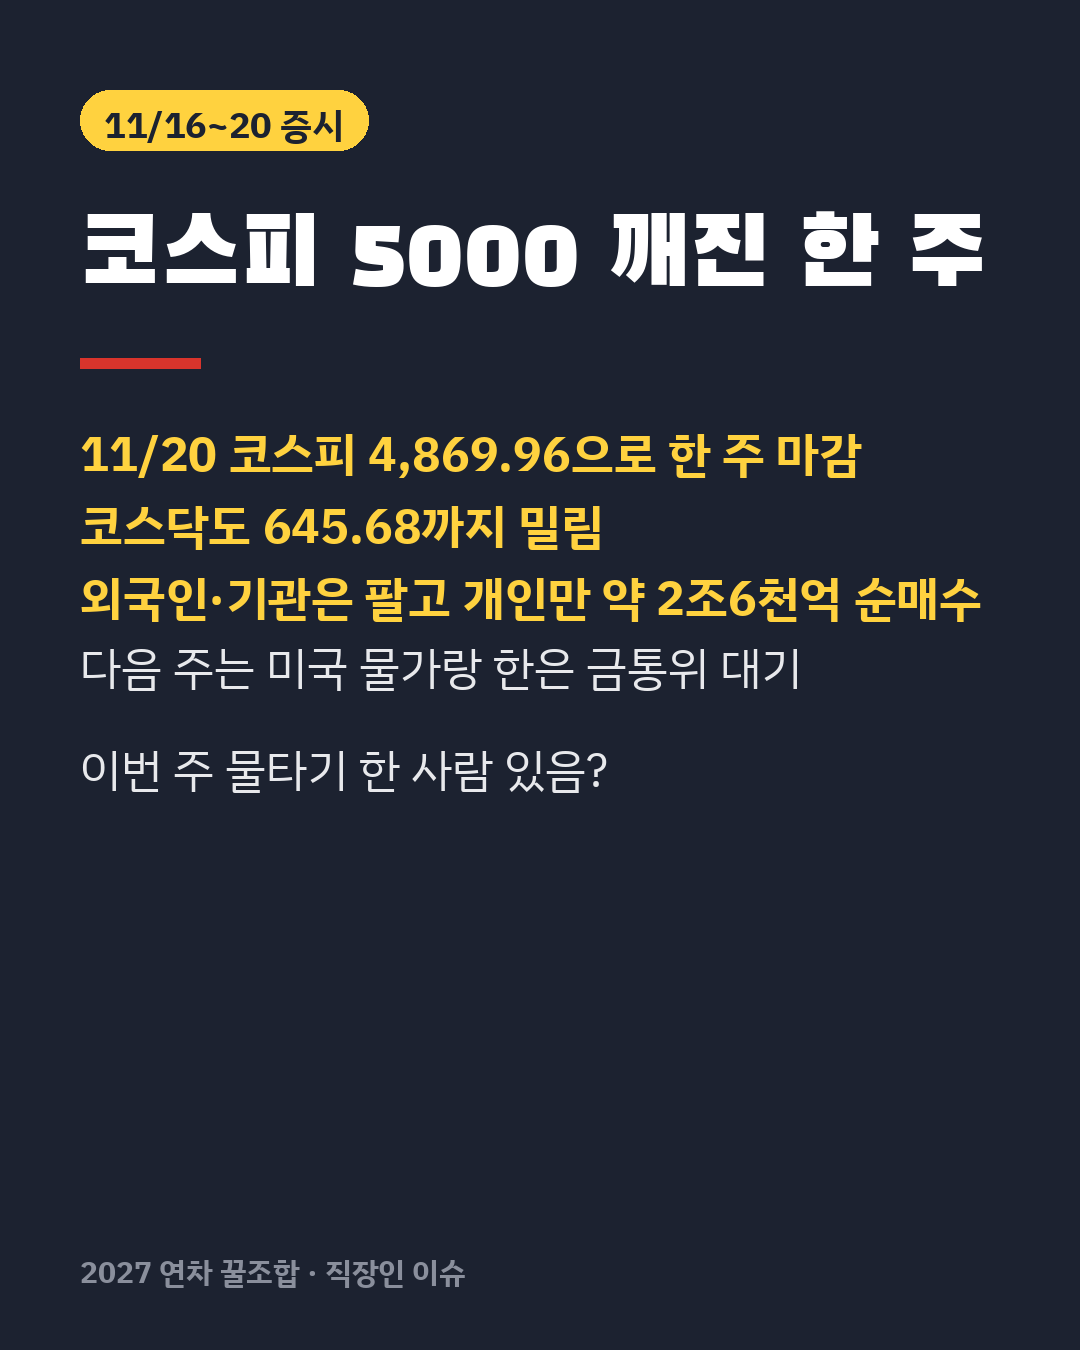 11/16~20 증시
코스피 5000 깨진 한 주
11/20 코스피 4,869.96으로 한 주 마감
코스닥도 645.68까지 밀림
외국인·기관은 팔고 개인만 약 2조6천억 순매수
다음 주는 미국 물가랑 한은 금통위 대기
이번 주 물타기 한 사람 있음?
2027 연차 꿀조합 · 직장인 이슈